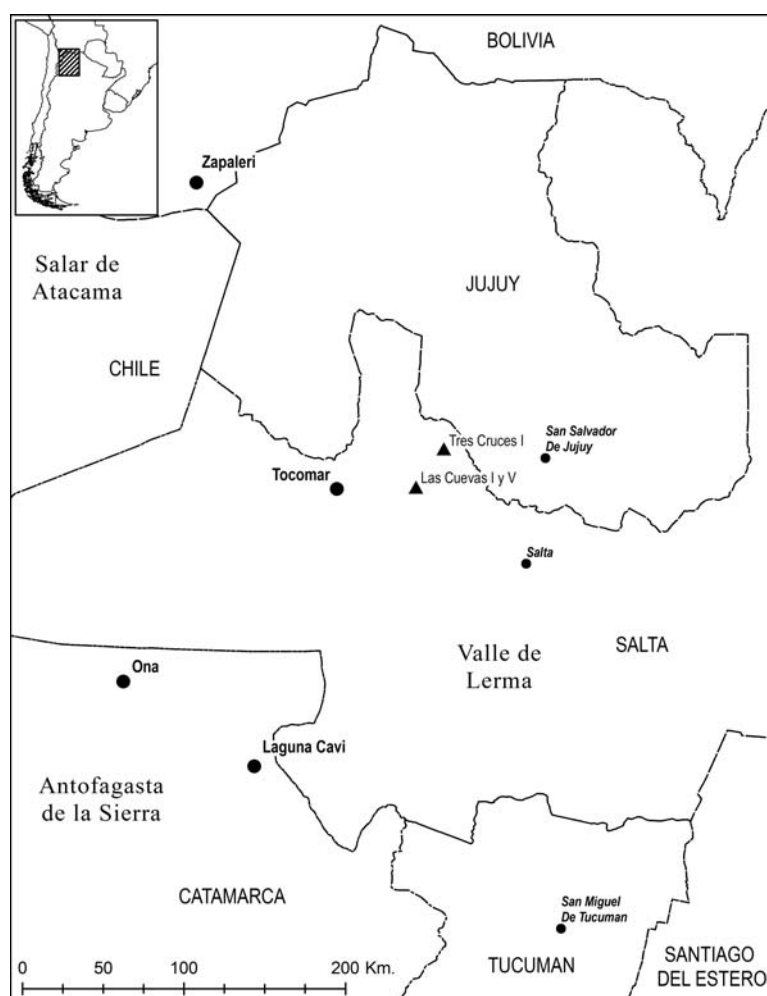 BOLIVIA
Zapaleri
Salar de
Atacama
JUJUY
CHILE
Tres Cruces I
San Salvador
De Jujuy
Tocomar
Las Cuevas I y V
Salta
Ona
Valle de
Lerma
SALTA
Laguna Cavi
Antofagasta
de la Sierra
CATAMARCA
San Miguel
De Tucuman
TUCUMAN
SANTIAGO
DEL ESTERO
0 50 100 200 Km.